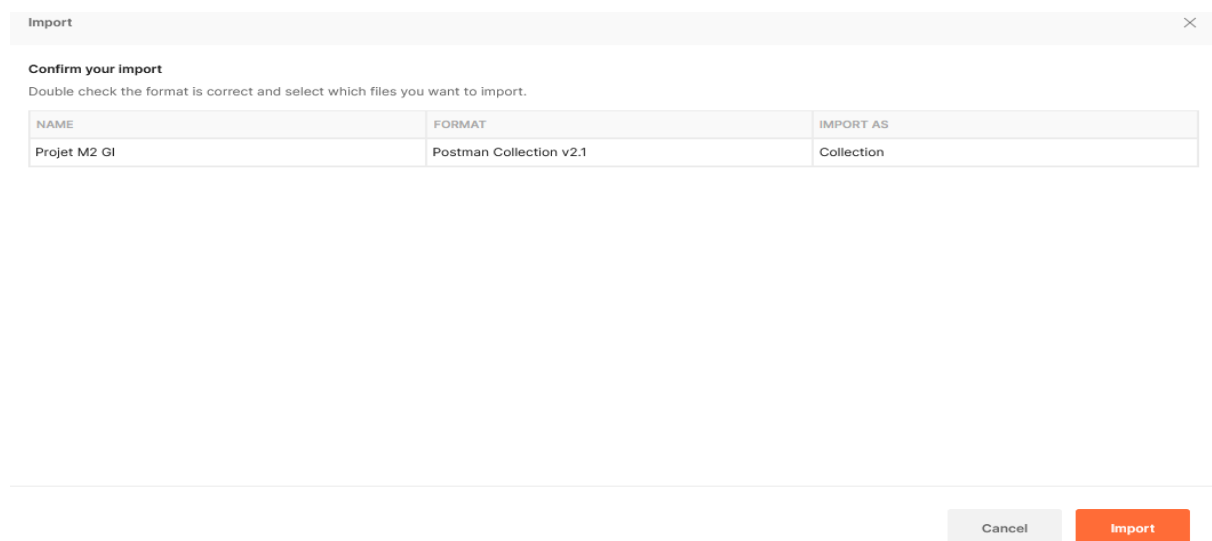 Import
Confirm your import
Double check the format is correct and select which files you want to import.
NAME FORMAT IMPORT AS
Projet M2 GI Postman Collection v2.1 Collection
Cancel Import